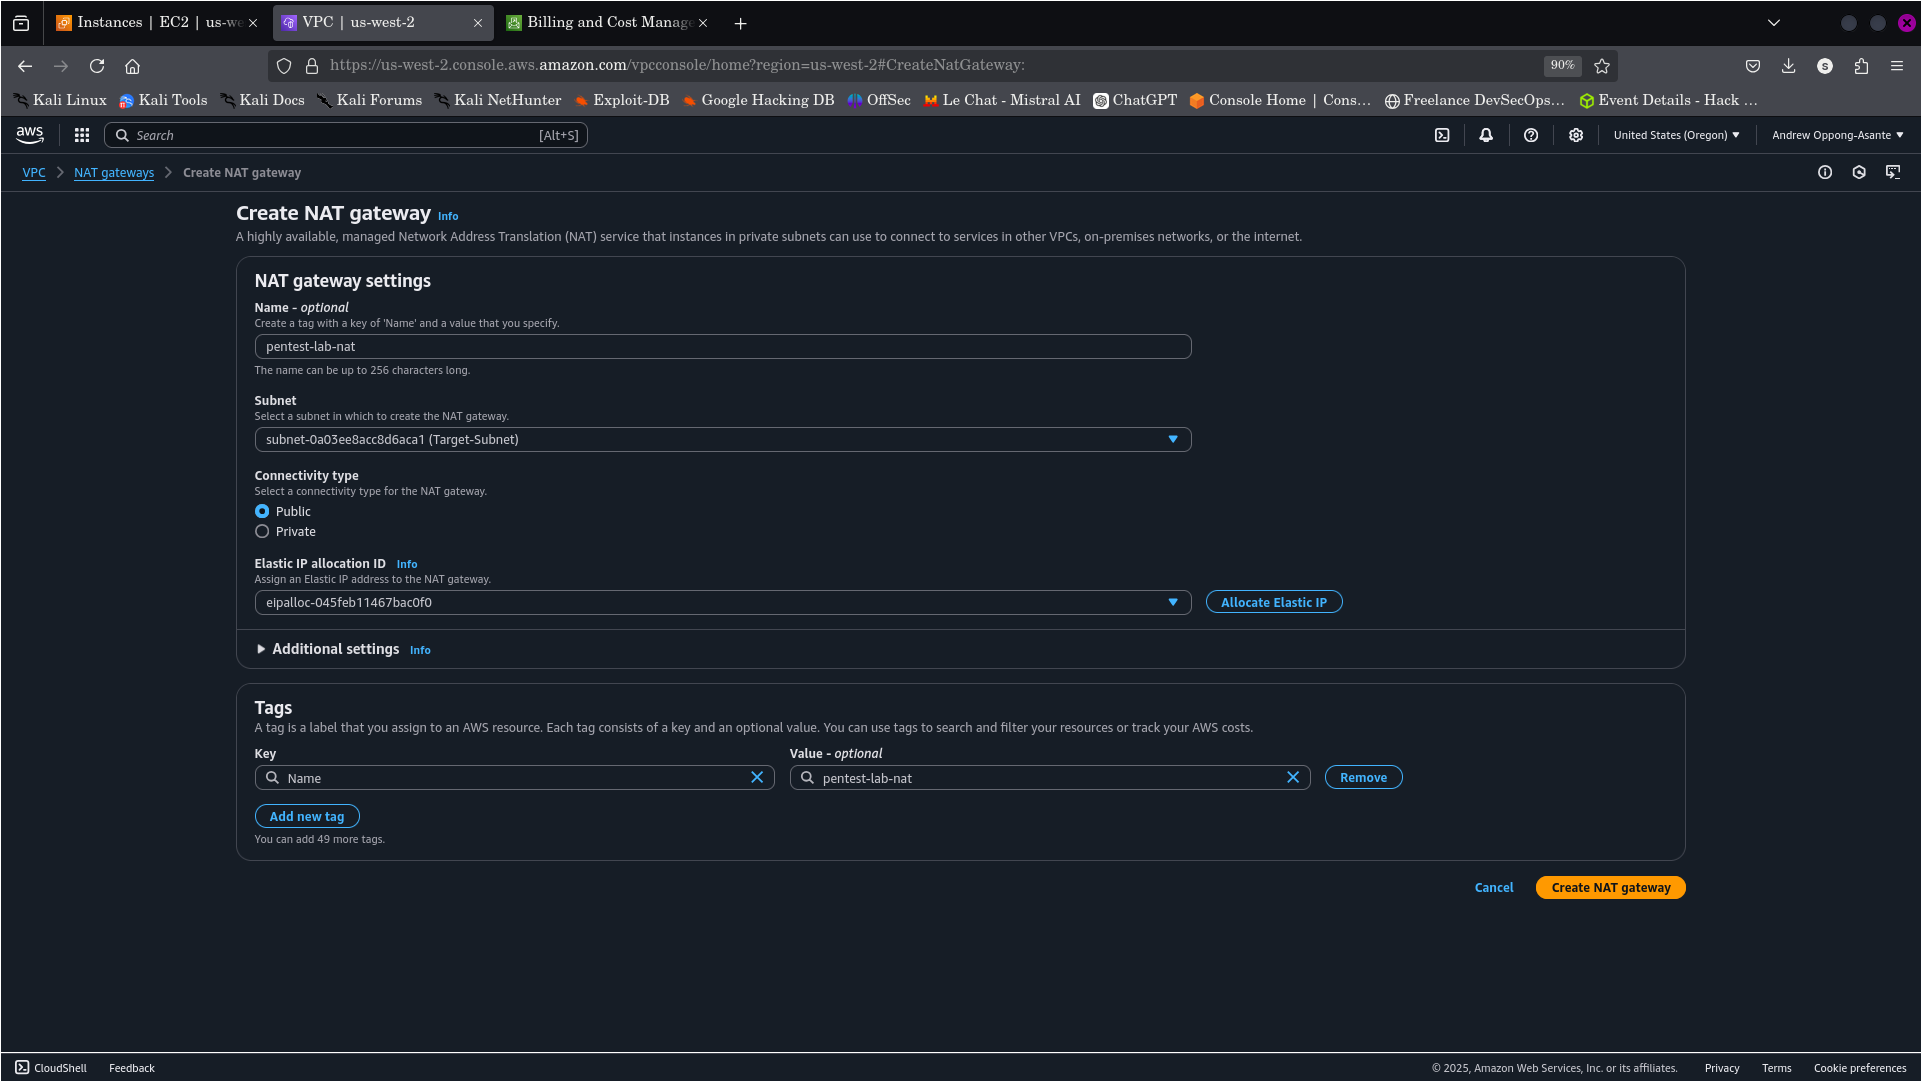 Instances | EC2 | us-we
VPC | us-west-2
Billing and Cost Manage
https://us-west-2.console.aws.amazon.com/vpcconsole/home?region=us-west-2#CreateNatGateway:
90%
S
Kali Linux
Kali Tools
Kali Docs
Kali Forums
Kali NetHunter
Exploit-DB
Google Hacking DB
OffSec
Le Chat - Mistral AI
ChatGPT
Console Home | Cons…
Freelance DevSecOps…
Event Details - Hack …
aws
Search
[Alt+S]
United States (Oregon)
Andrew Oppong-Asante
VPC
NAT gateways
Create NAT gateway
Create NAT gateway Info
A highly available, managed Network Address Translation (NAT) service that instances in private subnets can use to connect to services in other VPCs, on-premises networks, or the internet.
NAT gateway settings
Name - optional
Create a tag with a key of 'Name' and a value that you specify.
pentest-lab-nat
The name can be up to 256 characters long.
Subnet
Select a subnet in which to create the NAT gateway.
subnet-0a03ee8acc8d6aca1 (Target-Subnet)
Connectivity type
Select a connectivity type for the NAT gateway.
Public
Private
Elastic IP allocation ID Info
Assign an Elastic IP address to the NAT gateway.
eipalloc-045feb11467bac0f0
Allocate Elastic IP
Additional settings Info
Tags
A tag is a label that you assign to an AWS resource. Each tag consists of a key and an optional value. You can use tags to search and filter your resources or track your AWS costs.
Key
Value - optional
Name
pentest-lab-nat
Remove
Add new tag
You can add 49 more tags.
Cancel
Create NAT gateway
CloudShell
Feedback
© 2025, Amazon Web Services, Inc. or its affiliates.
Privacy
Terms
Cookie preferences